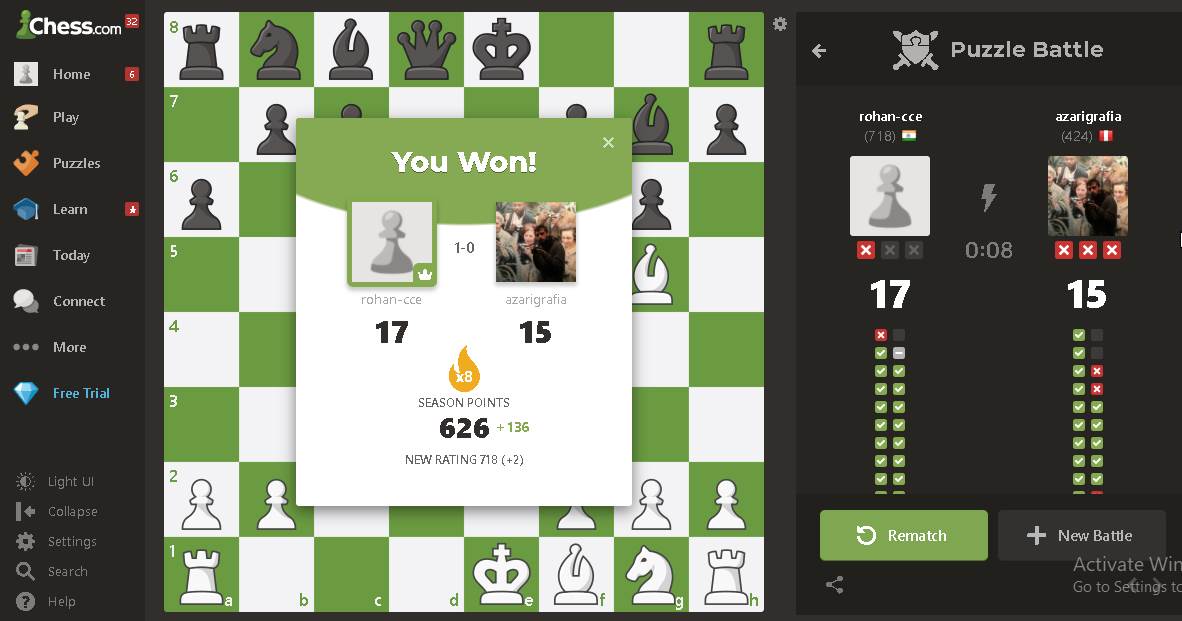 Chess.com 32
Home 6
Play
Puzzles
Learn
Today
Connect
More
Free Trial
Light UI
Collapse
Settings
Search
Help
8
7
6
5
4
3
2
1
a b c d e f g h
You Won!
1-0
rohan-cce azarigrafia
17 15
x8
SEASON POINTS
626 +136
NEW RATING 718 (+2)
Puzzle Battle
rohan-cce azarigrafia
(718) (424)
0:08
17 15
Rematch
New Battle
Activate Win
Go to Settings to